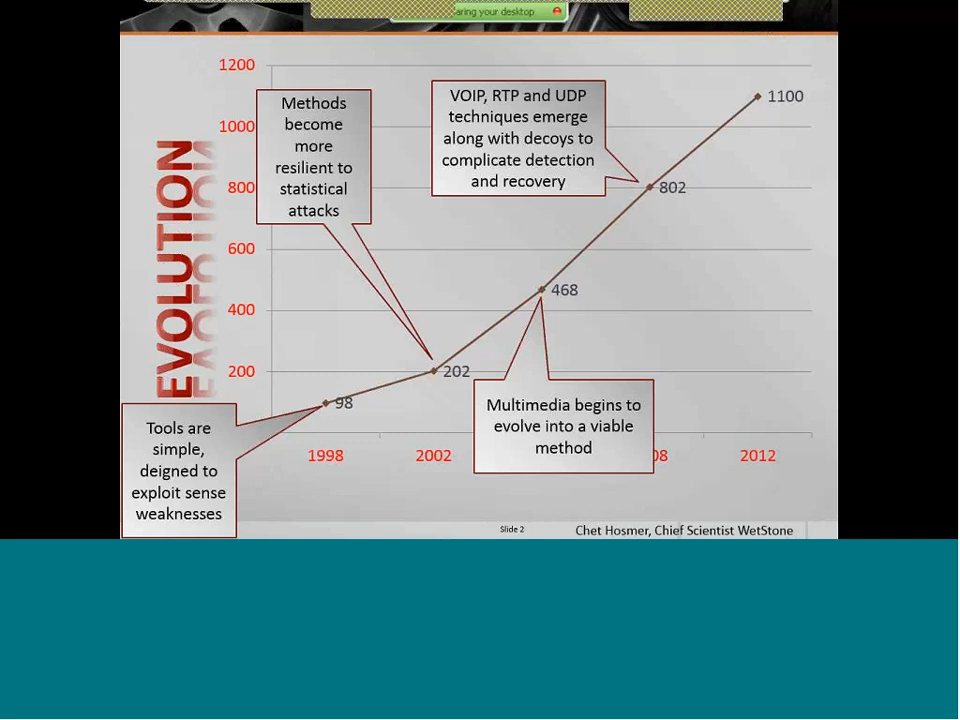 aring your desktop
1200
1000
800
600
400
200
EVOLUTION
Methods
become
more
resilient to
statistical
attacks
VOIP, RTP and UDP
techniques emerge
along with decoys to
complicate detection
and recovery
1100
802
468
202
98
Multimedia begins to
evolve into a viable
method
Tools are
simple,
deigned to
exploit sense
weaknesses
1998 2002 08 2012
Slide 2
Chet Hosmer, Chief Scientist WetStone